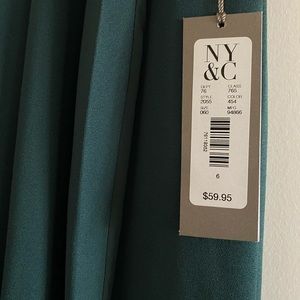 NY
&C
DEPT CLASS
76 765
STYLE COLOR
2055 454
SIZE MFG
060 94866
6
$59.95